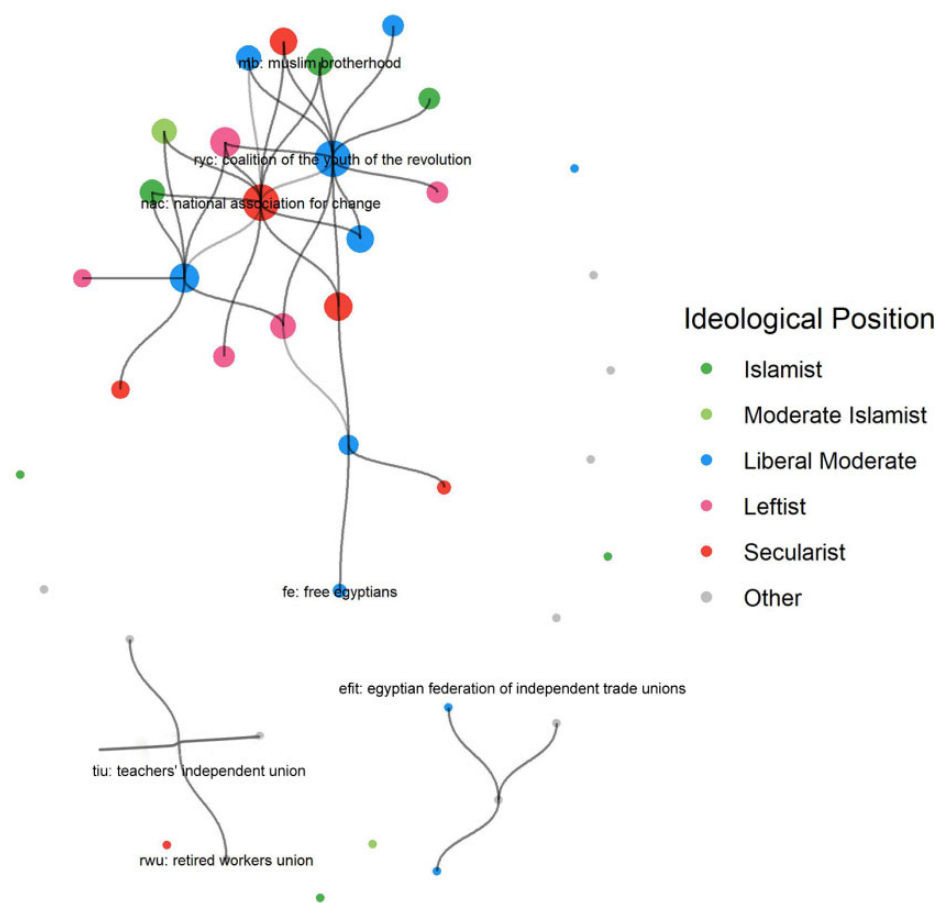 mb: muslim brotherhood
ryc: coalition of the youth of the revolution
nac: national association for change
fe: free egyptians
efit: egyptian federation of independent trade unions
tiu: teachers' independent union
rwu: retired workers union
Ideological Position
Islamist
Moderate Islamist
Liberal Moderate
Leftist
Secularist
Other